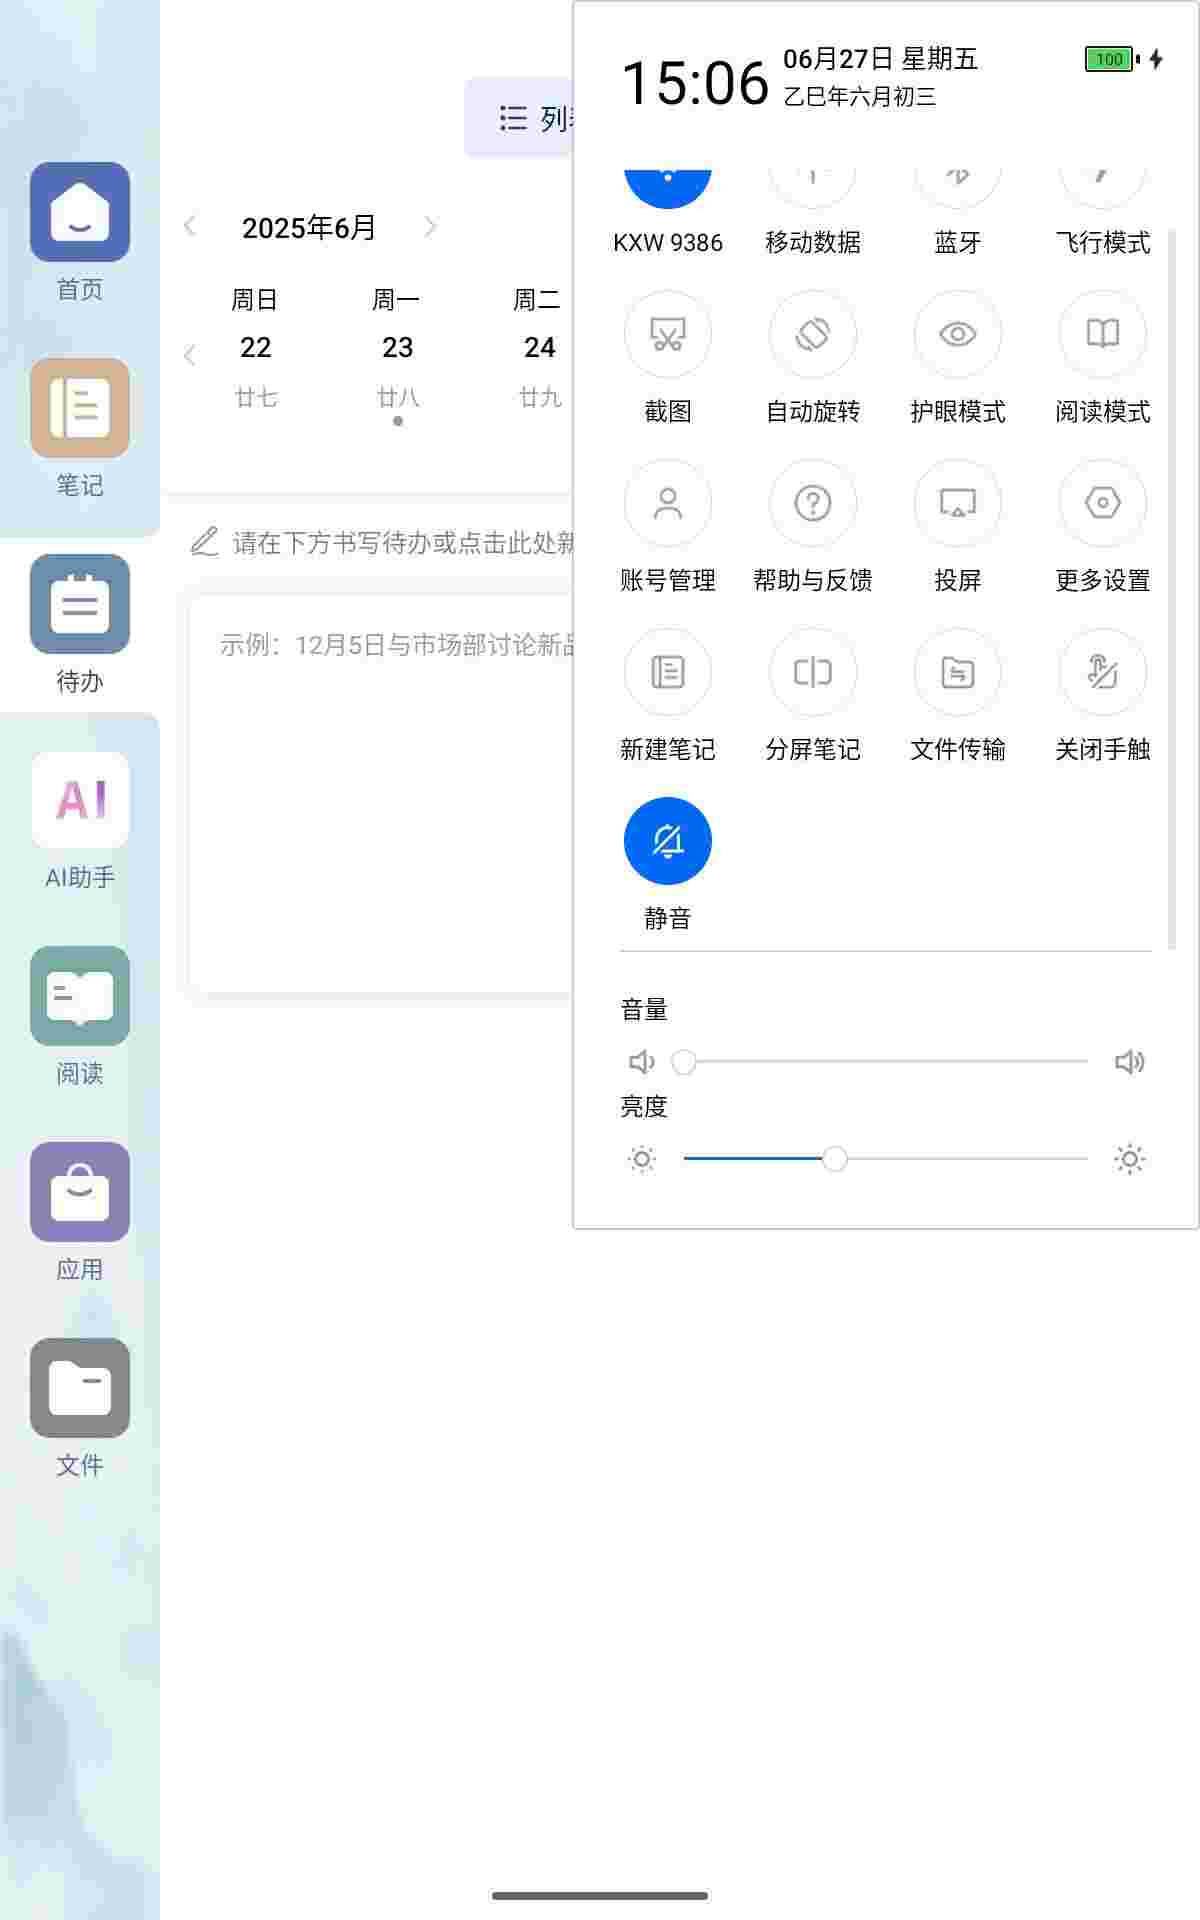 15:06
06月27日 星期五
乙巳年六月初三
100
KXW 9386
移动数据
蓝牙
飞行模式
截图
自动旋转
护眼模式
阅读模式
账号管理
帮助与反馈
投屏
更多设置
新建笔记
分屏笔记
文件传输
关闭手触
静音
音量
亮度
首页
笔记
待办
AI
AI助手
阅读
应用
文件
列
2025年6月
周日
周一
周二
22
23
24
廿七
廿八
廿九
请在下方书写待办或点击此处新
示例：12月5日与市场部讨论新品